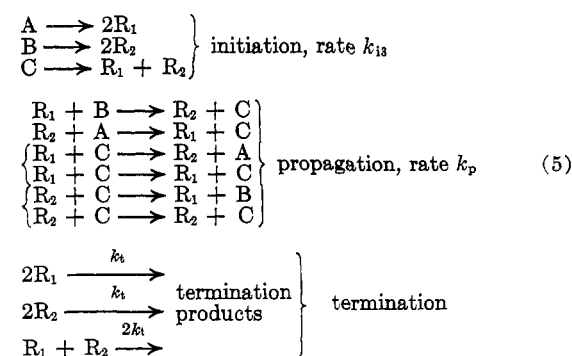 A ⟶ 2R₁
B ⟶ 2R₂ initiation, rate k_i3
C ⟶ R₁ + R₂
R₁ + B ⟶ R₂ + C
R₂ + A ⟶ R₁ + C
R₁ + C ⟶ R₂ + A propagation, rate k_p (5)
R₁ + C ⟶ R₁ + C
R₂ + C ⟶ R₁ + B
R₂ + C ⟶ R₂ + C
k_t
2R₁ ⟶
k_t termination
2R₂ ⟶ products termination
2k_t
R₁ + R₂ ⟶